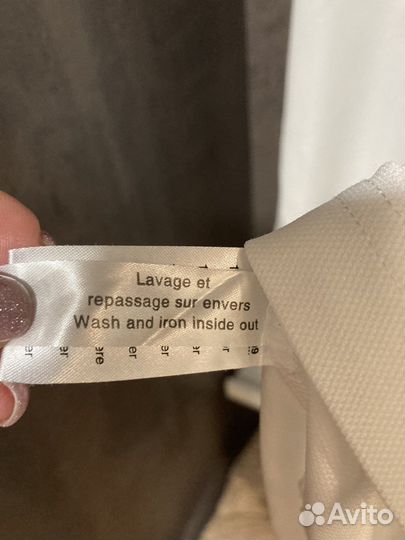 Lavage et
repassage sur envers
Wash and iron inside out
Avito